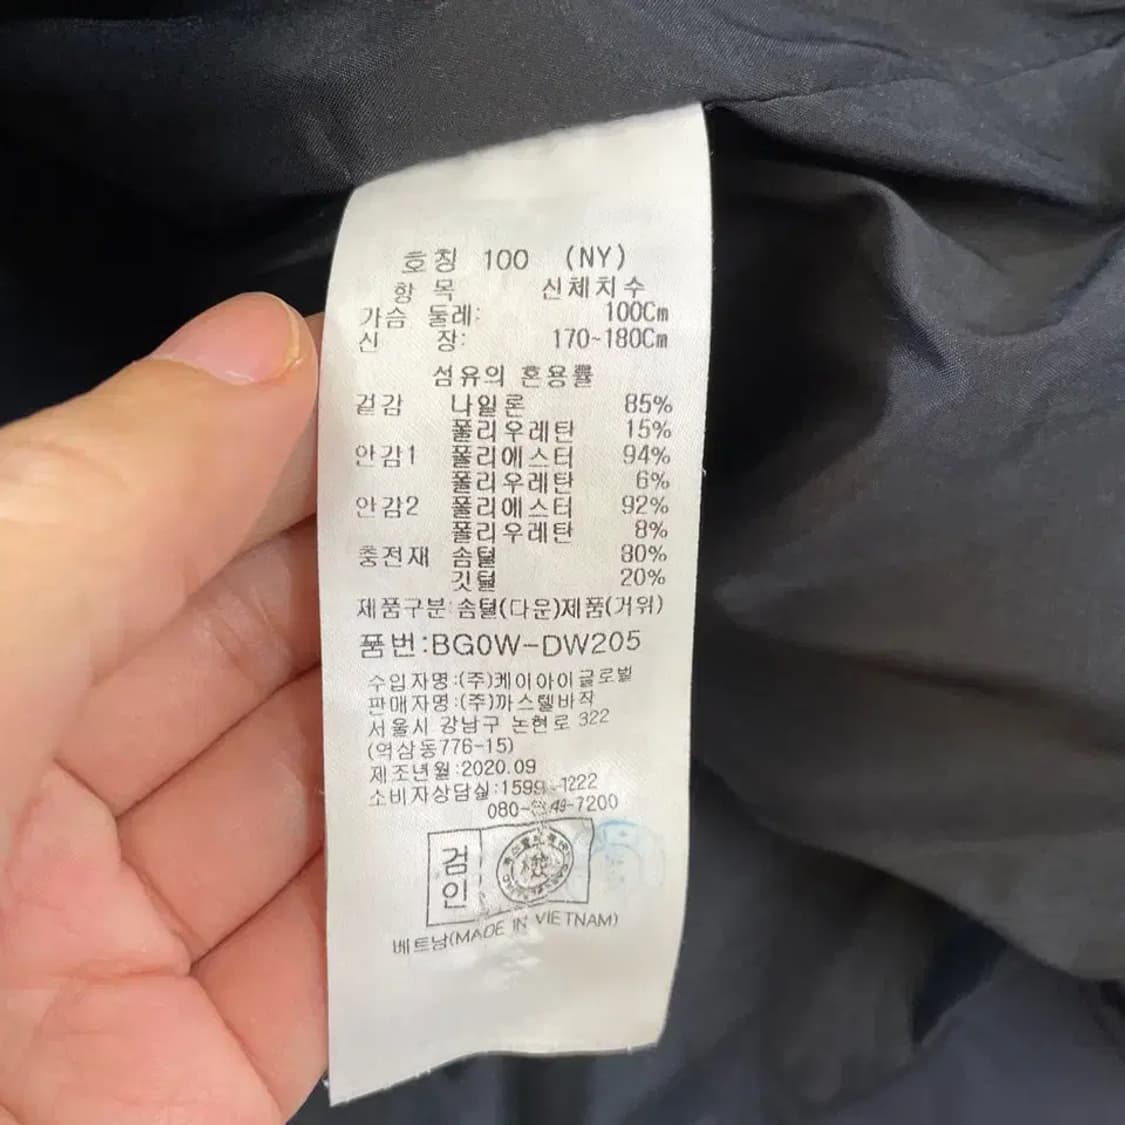 호칭 100 (NY)
항 목 신체치수
가슴 둘레: 100Cm
신 장: 170~180Cm
섬유의 혼용률
겉감 나일론 85%
폴리우레탄 15%
안감1 폴리에스터 94%
폴리우레탄 6%
안감2 폴리에스터 92%
폴리우레탄 8%
충전재 솜털 80%
깃털 20%
제품구분:솜털(다운)제품(거위)
품번:BG0W-DW205
수입자명:(주)케이아이글로벌
판매자명:(주)까스텔바작
서울시 강남구 논현로 322
(역삼동776-15)
제조년월:2020.09
소비자상담실:1599-1222
검인
베트남(MADE IN VIETNAM)